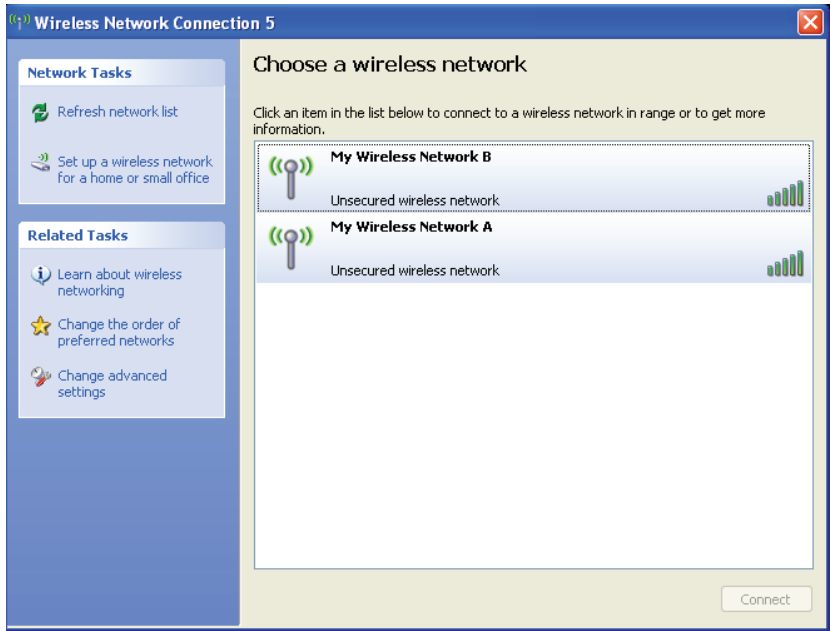 Wireless Network Connection 5
Network Tasks
Refresh network list
Set up a wireless network
for a home or small office
Related Tasks
Learn about wireless
networking
Change the order of
preferred networks
Change advanced
settings
Choose a wireless network
Click an item in the list below to connect to a wireless network in range or to get more
information.
My Wireless Network B
Unsecured wireless network
My Wireless Network A
Unsecured wireless network
Connect